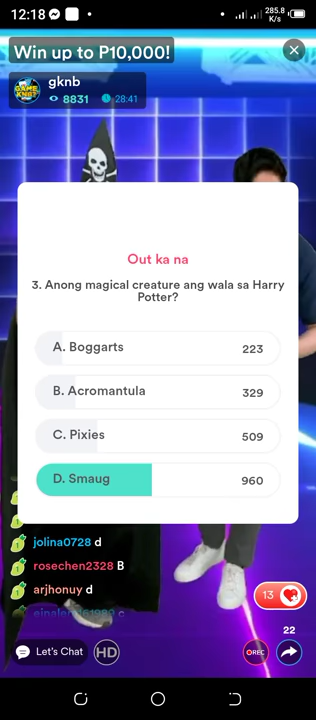 12:18
285.8
K/s
Win up to P10,000!
gknb
8831 28:41
Out ka na
3. Anong magical creature ang wala sa Harry
Potter?
A. Boggarts 223
B. Acromantula 329
C. Pixies 509
D. Smaug 960
jolina0728 d
rosechen2328 B
arjhonuy d
c
13
22
Let's Chat HD REC